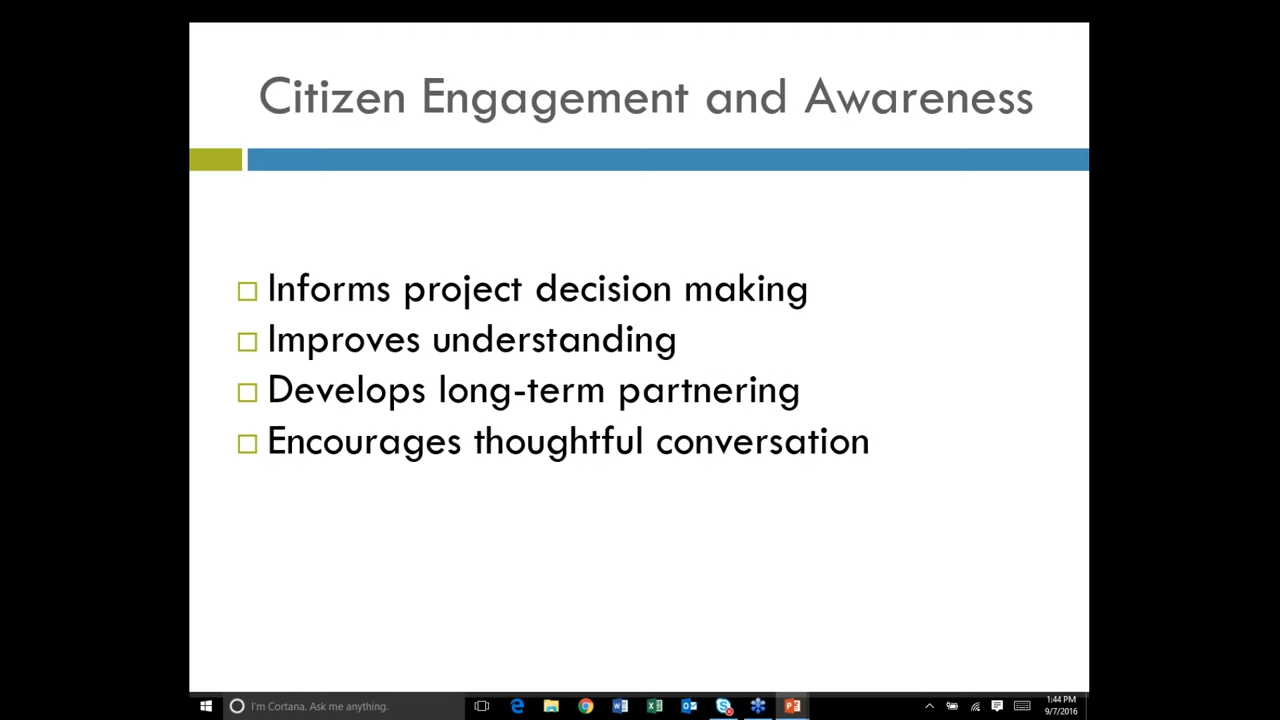 Citizen Engagement and Awareness
Informs project decision making
Improves understanding
Develops long-term partnering
Encourages thoughtful conversation
I'm Cortana. Ask me anything.
1:44 PM
9/7/2016